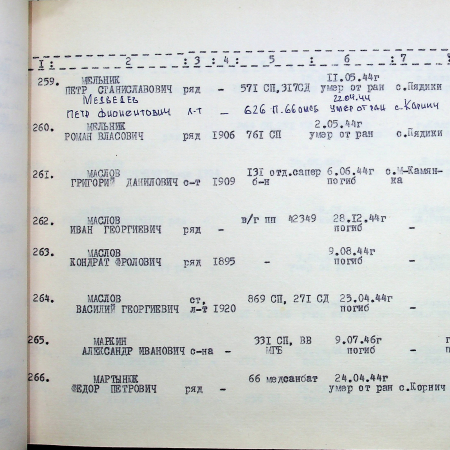 1: 2 :3 :4: 5 : 6 :7 :
259. МЕЛЬНИК 11.05.44г
ПЕТР СТАНИСЛАВОВИЧ ряд - 571 СП,317СД умер от ран с.Пядики
МЕДВЕДЕВ 22.04.44
ПЕТР л-т - 626 П. умер от ран с.Корнич
260. МЕЛЬНИК 2.05.44г
РОМАН ВЛАСОВИЧ ряд 1906 761 СП умер от ран с.Пядики
261. МАСЛОВ 131 отд.сапер 6.06.44г с.М-Камян-
ГРИГОРИЙ ДАНИЛОВИЧ с-т 1909 б-н погиб ка
262. МАСЛОВ в/г пп 42349 28.12.44г
ИВАН ГЕОРГИЕВИЧ ряд - погиб -
263. МАСЛОВ 9.08.44г
КОНДРАТ ФРОЛОВИЧ ряд 1895 - погиб -
264. МАСЛОВ ст, 869 СП, 271 СД 25.04.44г
ВАСИЛИЙ ГЕОРГИЕВИЧ л-т 1920 погиб -
265. МАРКИН 331 СП, ВВ 9.07.46г
АЛЕКСАНДР ИВАНОВИЧ с-на - МГБ погиб -
266. МАРТЫНЮК 66 медсанбат 24.04.44г
ФЕДОР ПЕТРОВИЧ ряд - умер от ран с.Корнич